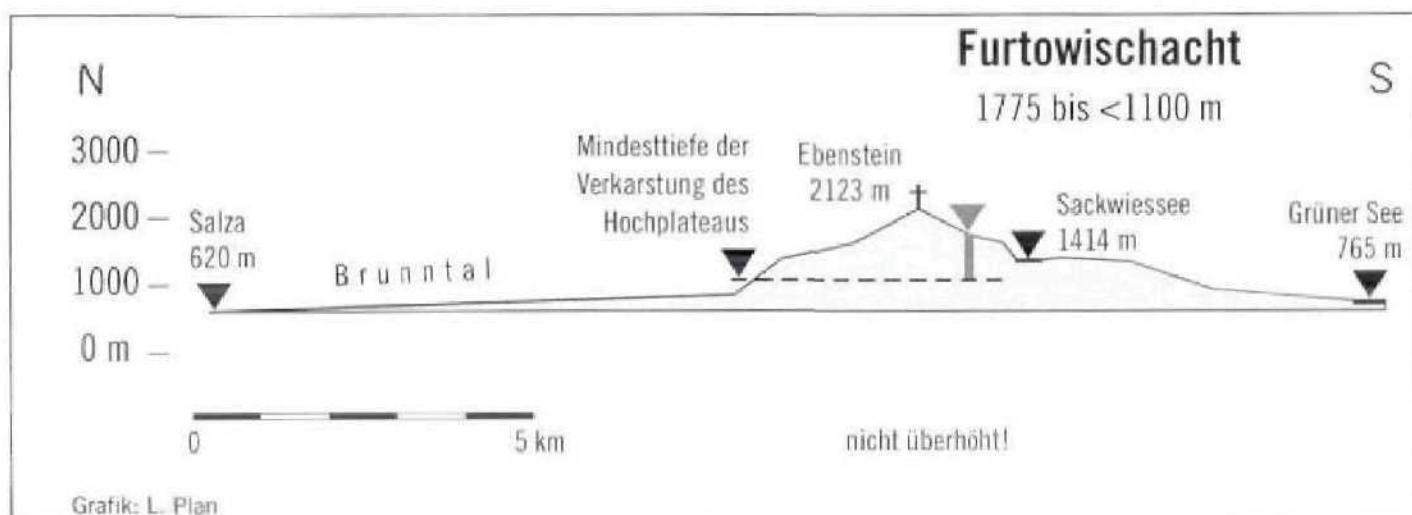 Furtowischacht
1775 bis <1100 m
N
S
3000 –
2000 –
1000 –
0 m –
Salza
620 m
Brunntal
Mindesttiefe der
Verkarstung des
Hochplateaus
Ebenstein
2123 m
Sackwiessee
1414 m
Grüner See
765 m
0
5 km
nicht überhöht!
Grafik: L. Plan